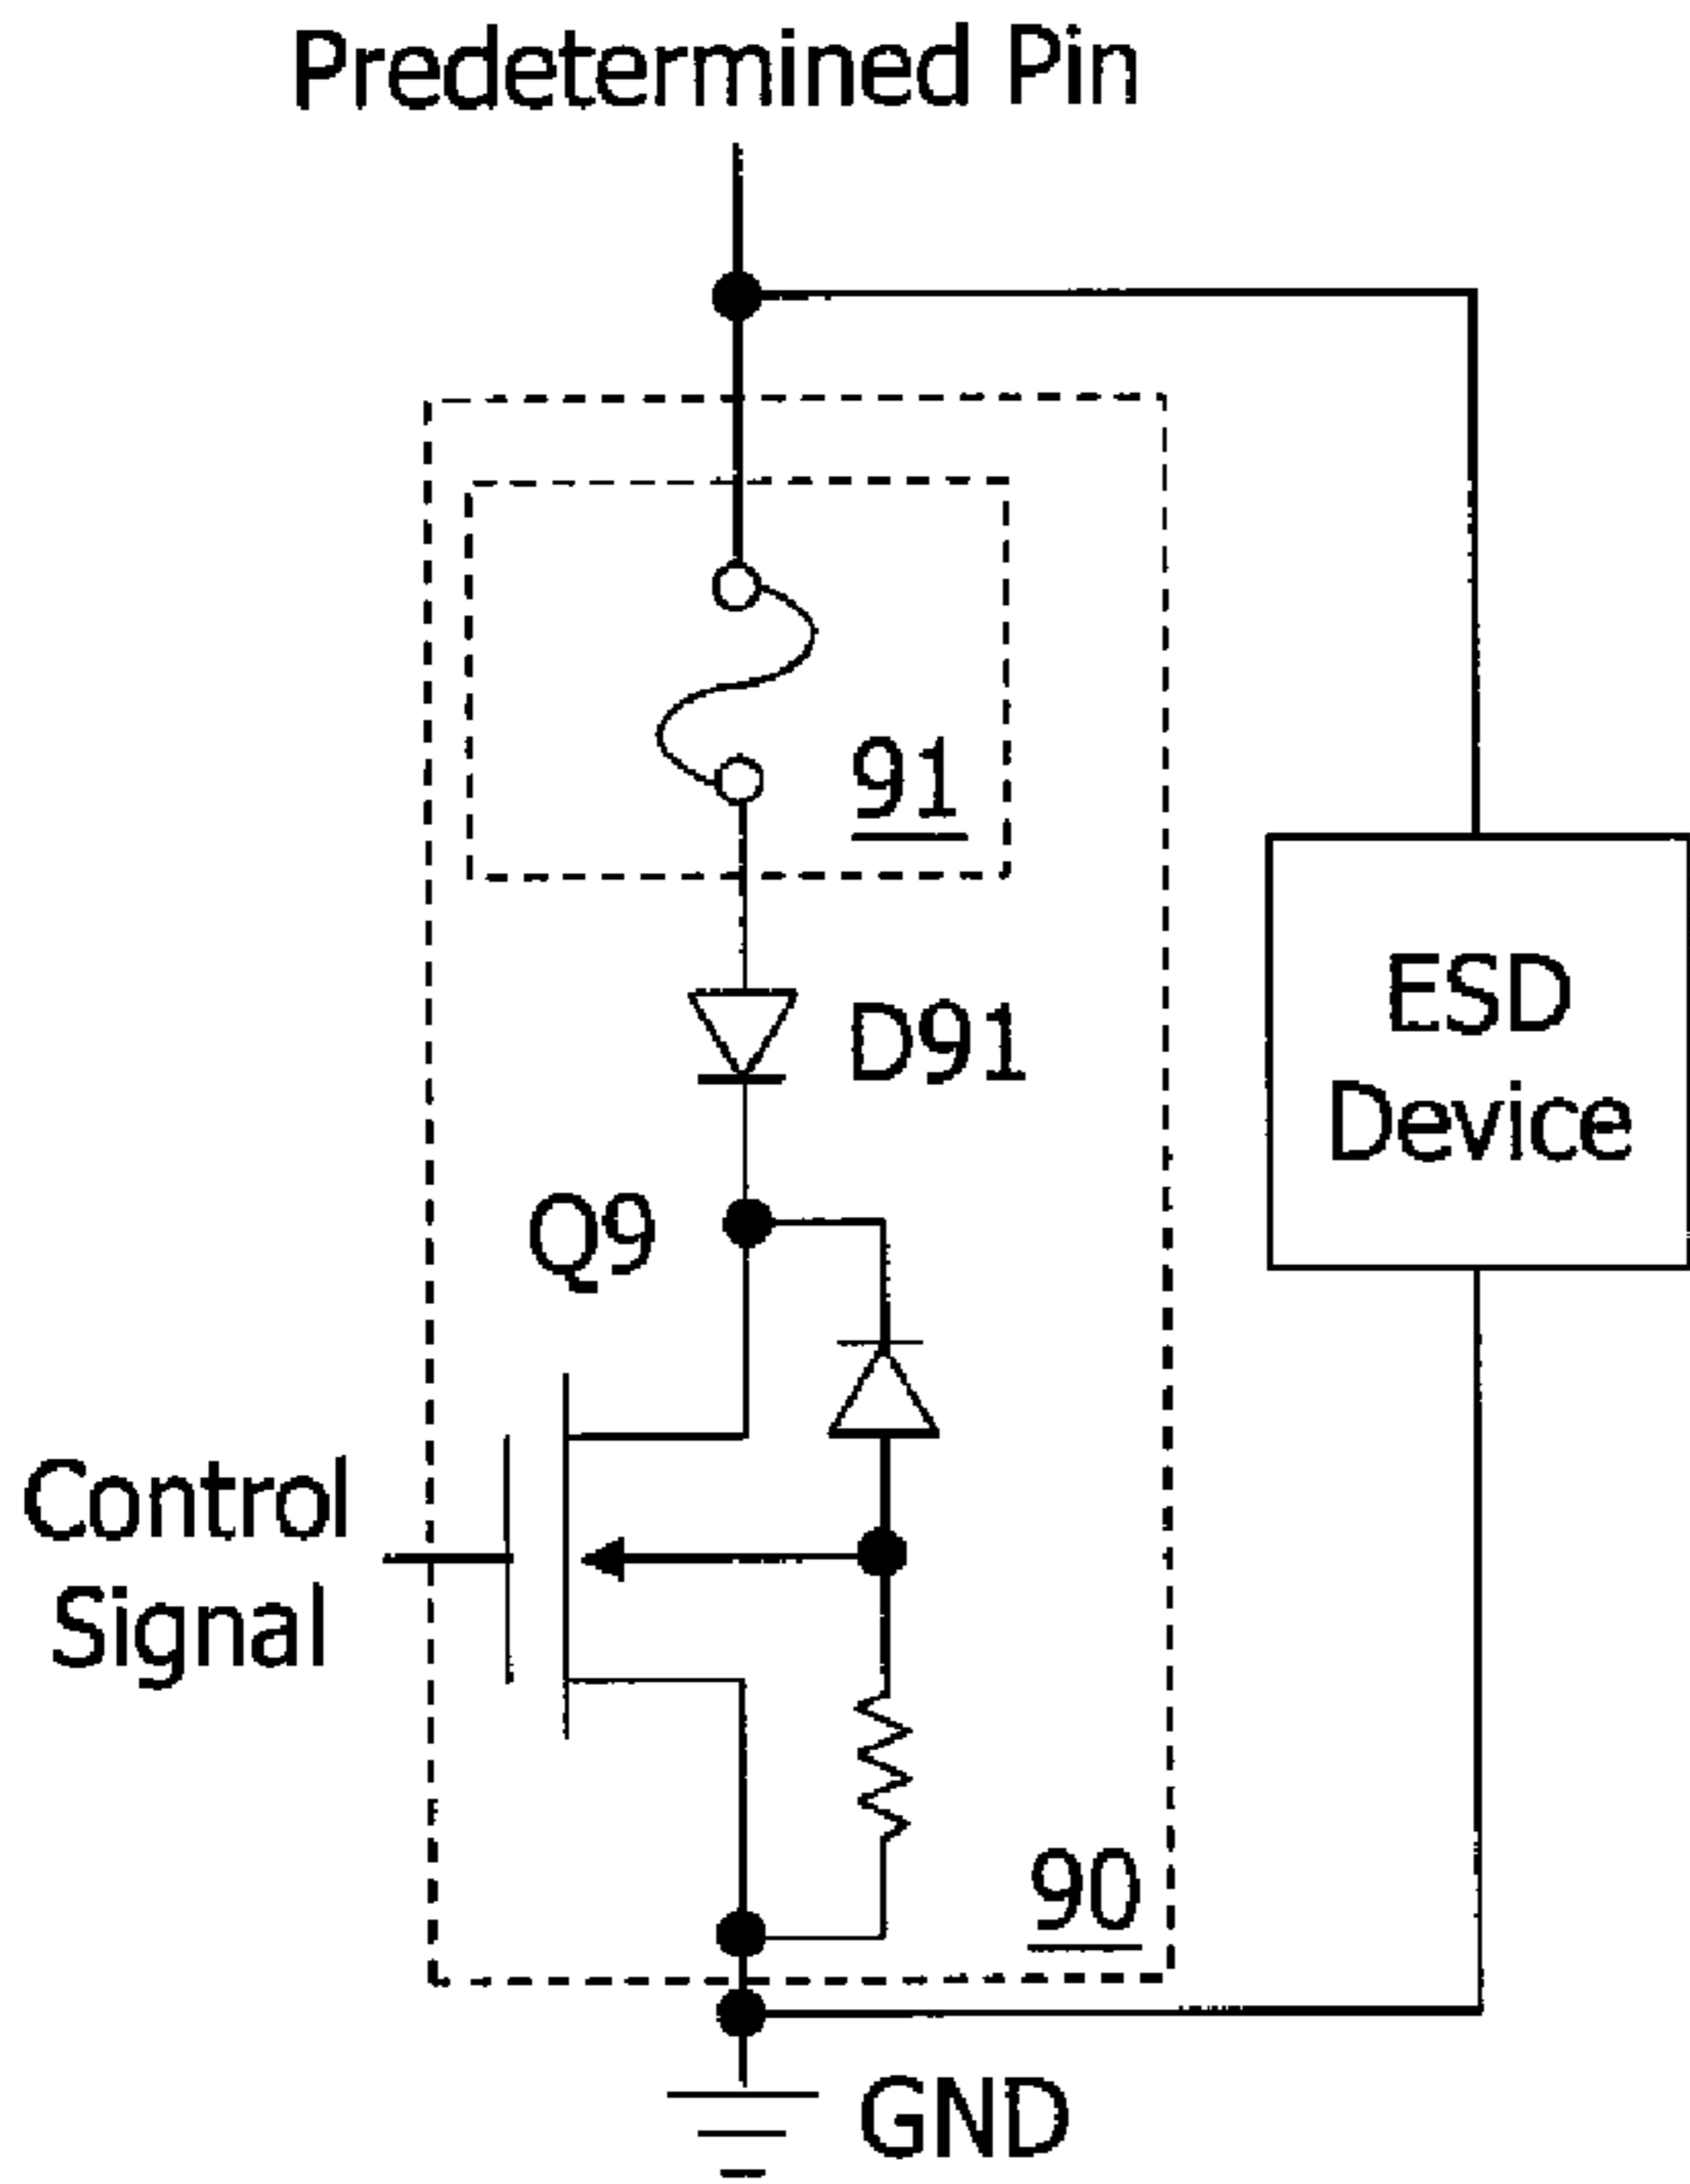 Predetermined Pin
91
D91
ESD
Device
Q9
Control
Signal
90
GND